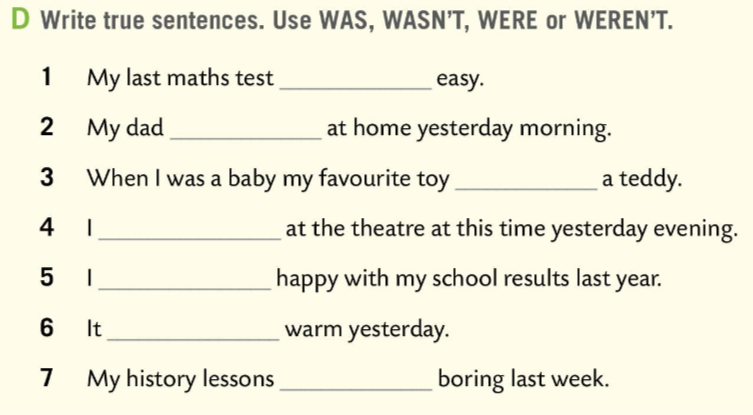 D Write true sentences. Use WAS, WASN'T, WERE or WEREN'T.
1 My last maths test ____________ easy.
2 My dad ____________ at home yesterday morning.
3 When I was a baby my favourite toy ____________ a teddy.
4 I ______________ at the theatre at this time yesterday evening.
5 I ______________ happy with my school results last year.
6 It ______________ warm yesterday.
7 My history lessons ____________ boring last week.